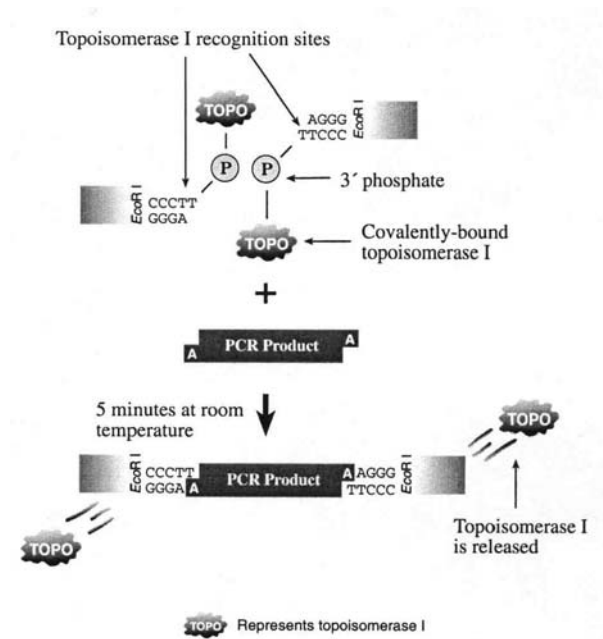 Topoisomerase I recognition sites
TOPO
AGGG
TTCCC
EcoR I
P
P
3′ phosphate
EcoR I
CCCTT
GGGA
TOPO
Covalently-bound
topoisomerase I
+
A
PCR Product
A
5 minutes at room
temperature
TOPO
EcoR I
CCCTT
GGGA
A
PCR Product
A
AGGG
TTCCC
EcoR I
Topoisomerase I
is released
TOPO
TOPO Represents topoisomerase I